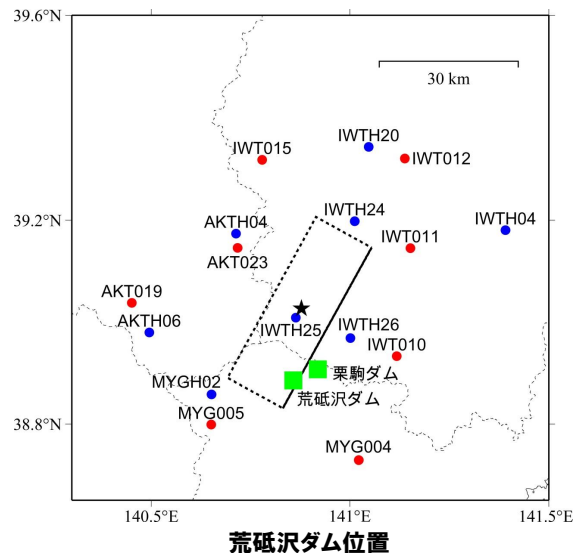 39.6°N
30 km
IWTH20
IWT015
IWT012
IWTH24
39.2°N
AKTH04
IWTH04
IWT011
AKT023
AKT019
AKTH06
IWTH25
IWTH26
IWT010
栗駒ダム
MYGH02
荒砥沢ダム
MYG005
38.8°N
MYG004
140.5°E
141°E
141.5°E
荒砥沢ダム位置